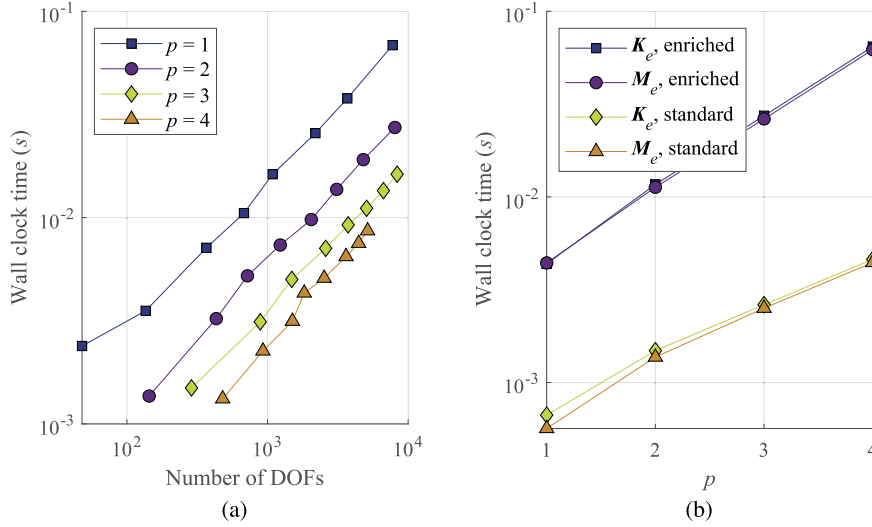 10^-1
10^-2
10^-3
Wall clock time (s)
p = 1
p = 2
p = 3
p = 4
10^2
10^3
10^4
Number of DOFs
(a)
10^-1
10^-2
10^-3
Wall clock time (s)
K_e, enriched
M_e, enriched
K_e, standard
M_e, standard
1
2
3
4
p
(b)